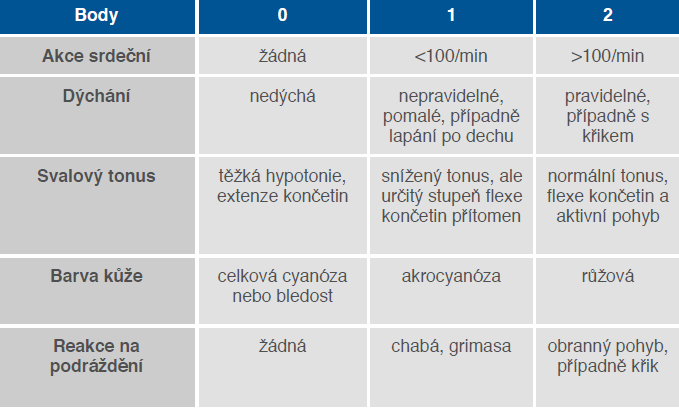 Body 0 1 2
Akce srdeční žádná <100/min >100/min
Dýchání nedýchá nepravidelné, pravidelné,
pomalé, případně případně s
lapání po dechu křikem
Svalový tonus těžká hypotonie, snížený tonus, ale normální tonus,
extenze končetin určitý stupeň flexe flexe končetin a
končetin přítomen aktivní pohyb
Barva kůže celková cyanóza akrocyanóza růžová
nebo bledost
Reakce na žádná chabá, grimasa obranný pohyb,
podráždění případně křik